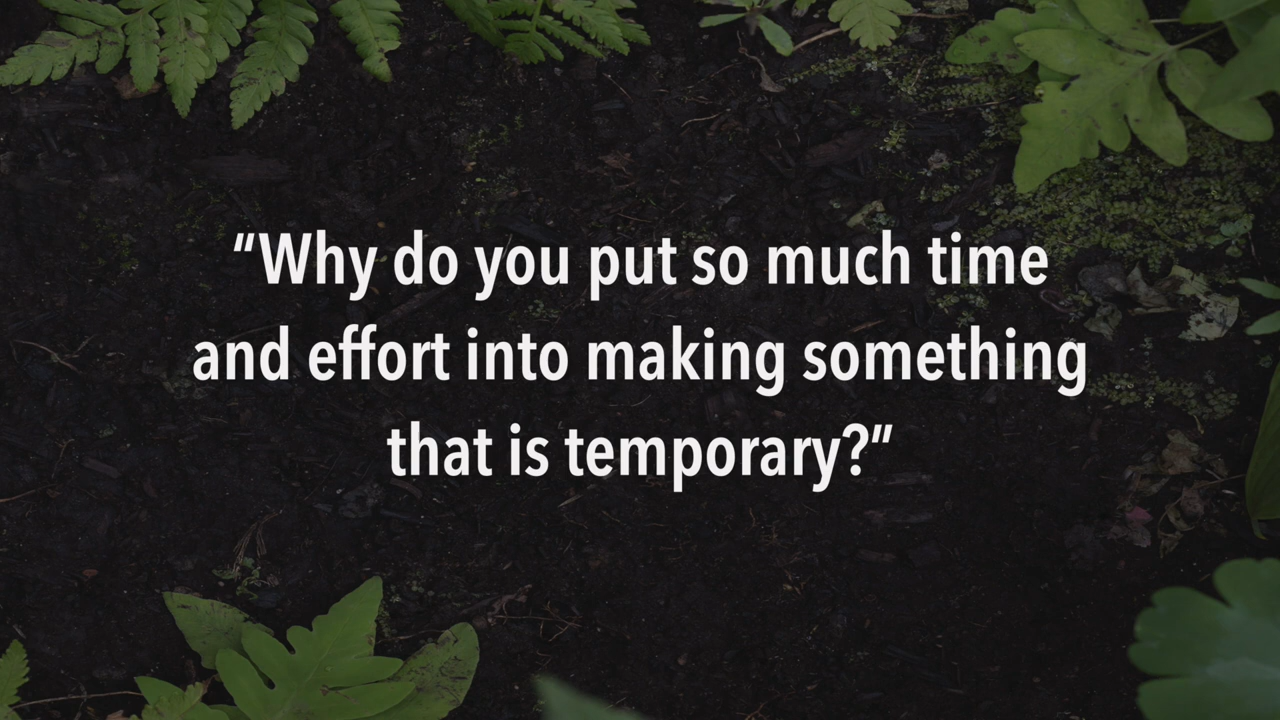 “Why do you put so much time
and effort into making something
that is temporary?”